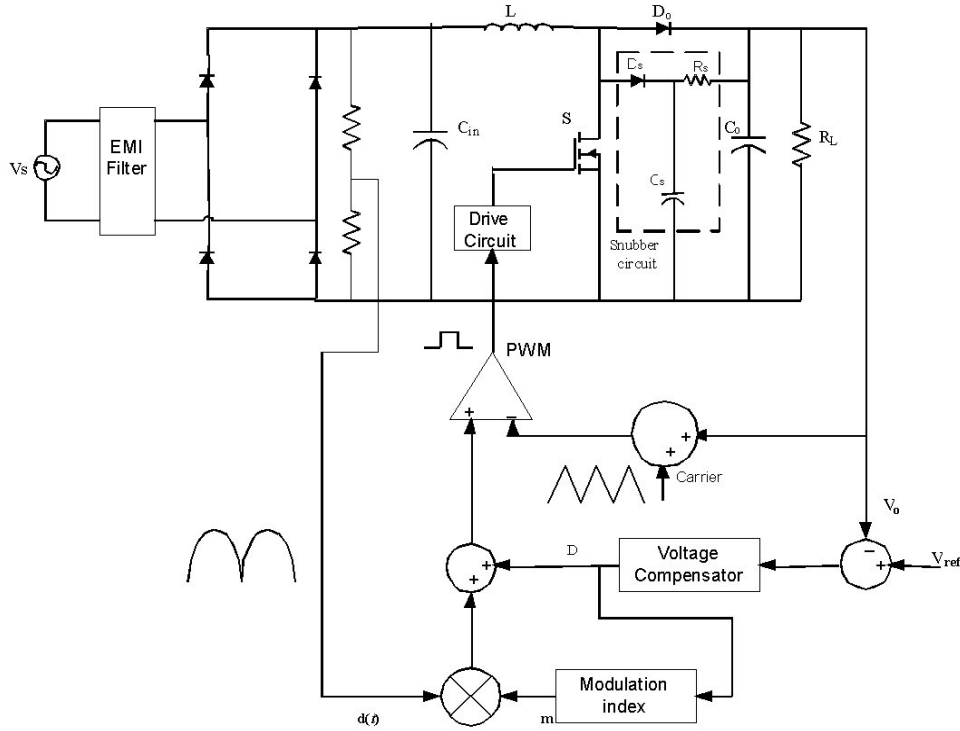 L
Do
Ds
Rs
EMI
Filter
Vs
Cin
S
Co
RL
Cs
Drive
Circuit
Snubber
circuit
PWM
+
−
+
+
Carrier
Vo
D
Voltage
Compensator
−
+
Vref
+
+
Modulation
index
d(t)
m